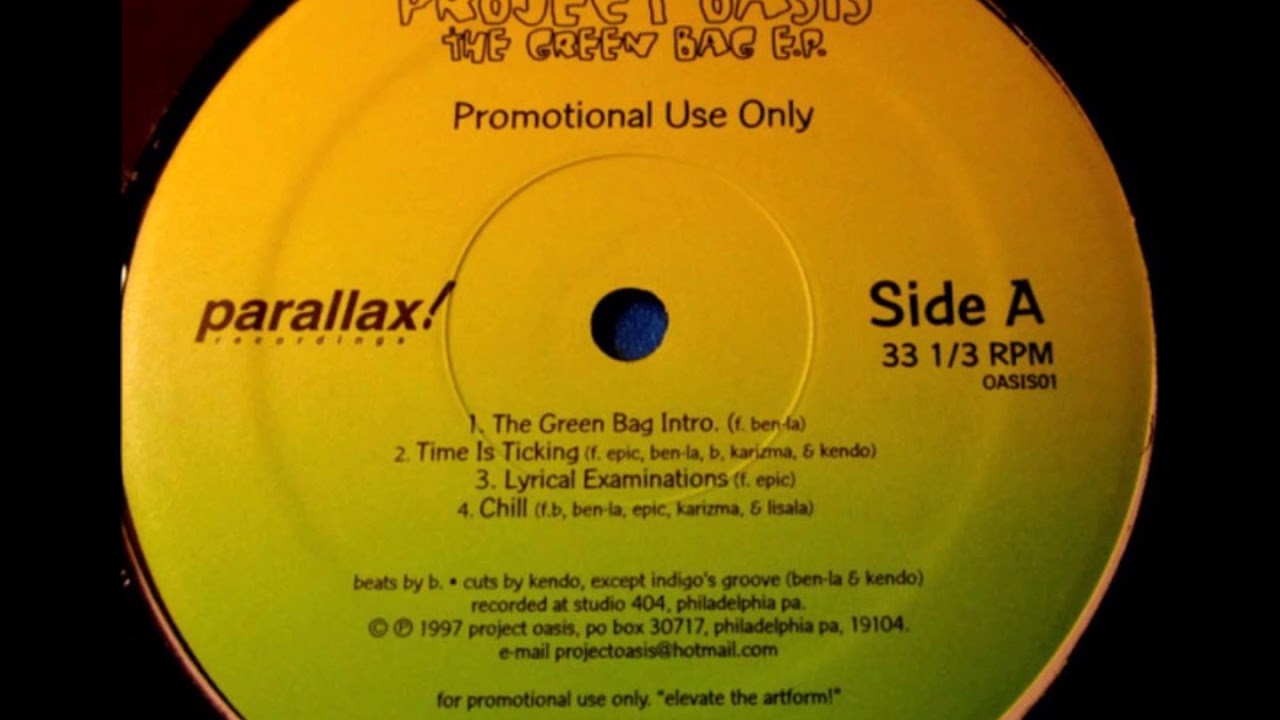 PROJECT OASIS
THE GREEN BAG E.P.
Promotional Use Only
parallax!
recordings
Side A
33 1/3 RPM
OASIS01
1. The Green Bag Intro. (f. ben-la)
2. Time Is Ticking (f. epic, ben-la, b, karizma, & kendo)
3. Lyrical Examinations (f. epic)
4. Chill (f.b, ben-la, epic, karizma, & lisala)
beats by b. • cuts by kendo, except indigo's groove (ben-la & kendo)
recorded at studio 404, philadelphia pa.
© ℗ 1997 project oasis, po box 30717, philadelphia pa, 19104.
e-mail projectoasis@hotmail.com
for promotional use only. "elevate the artform!"